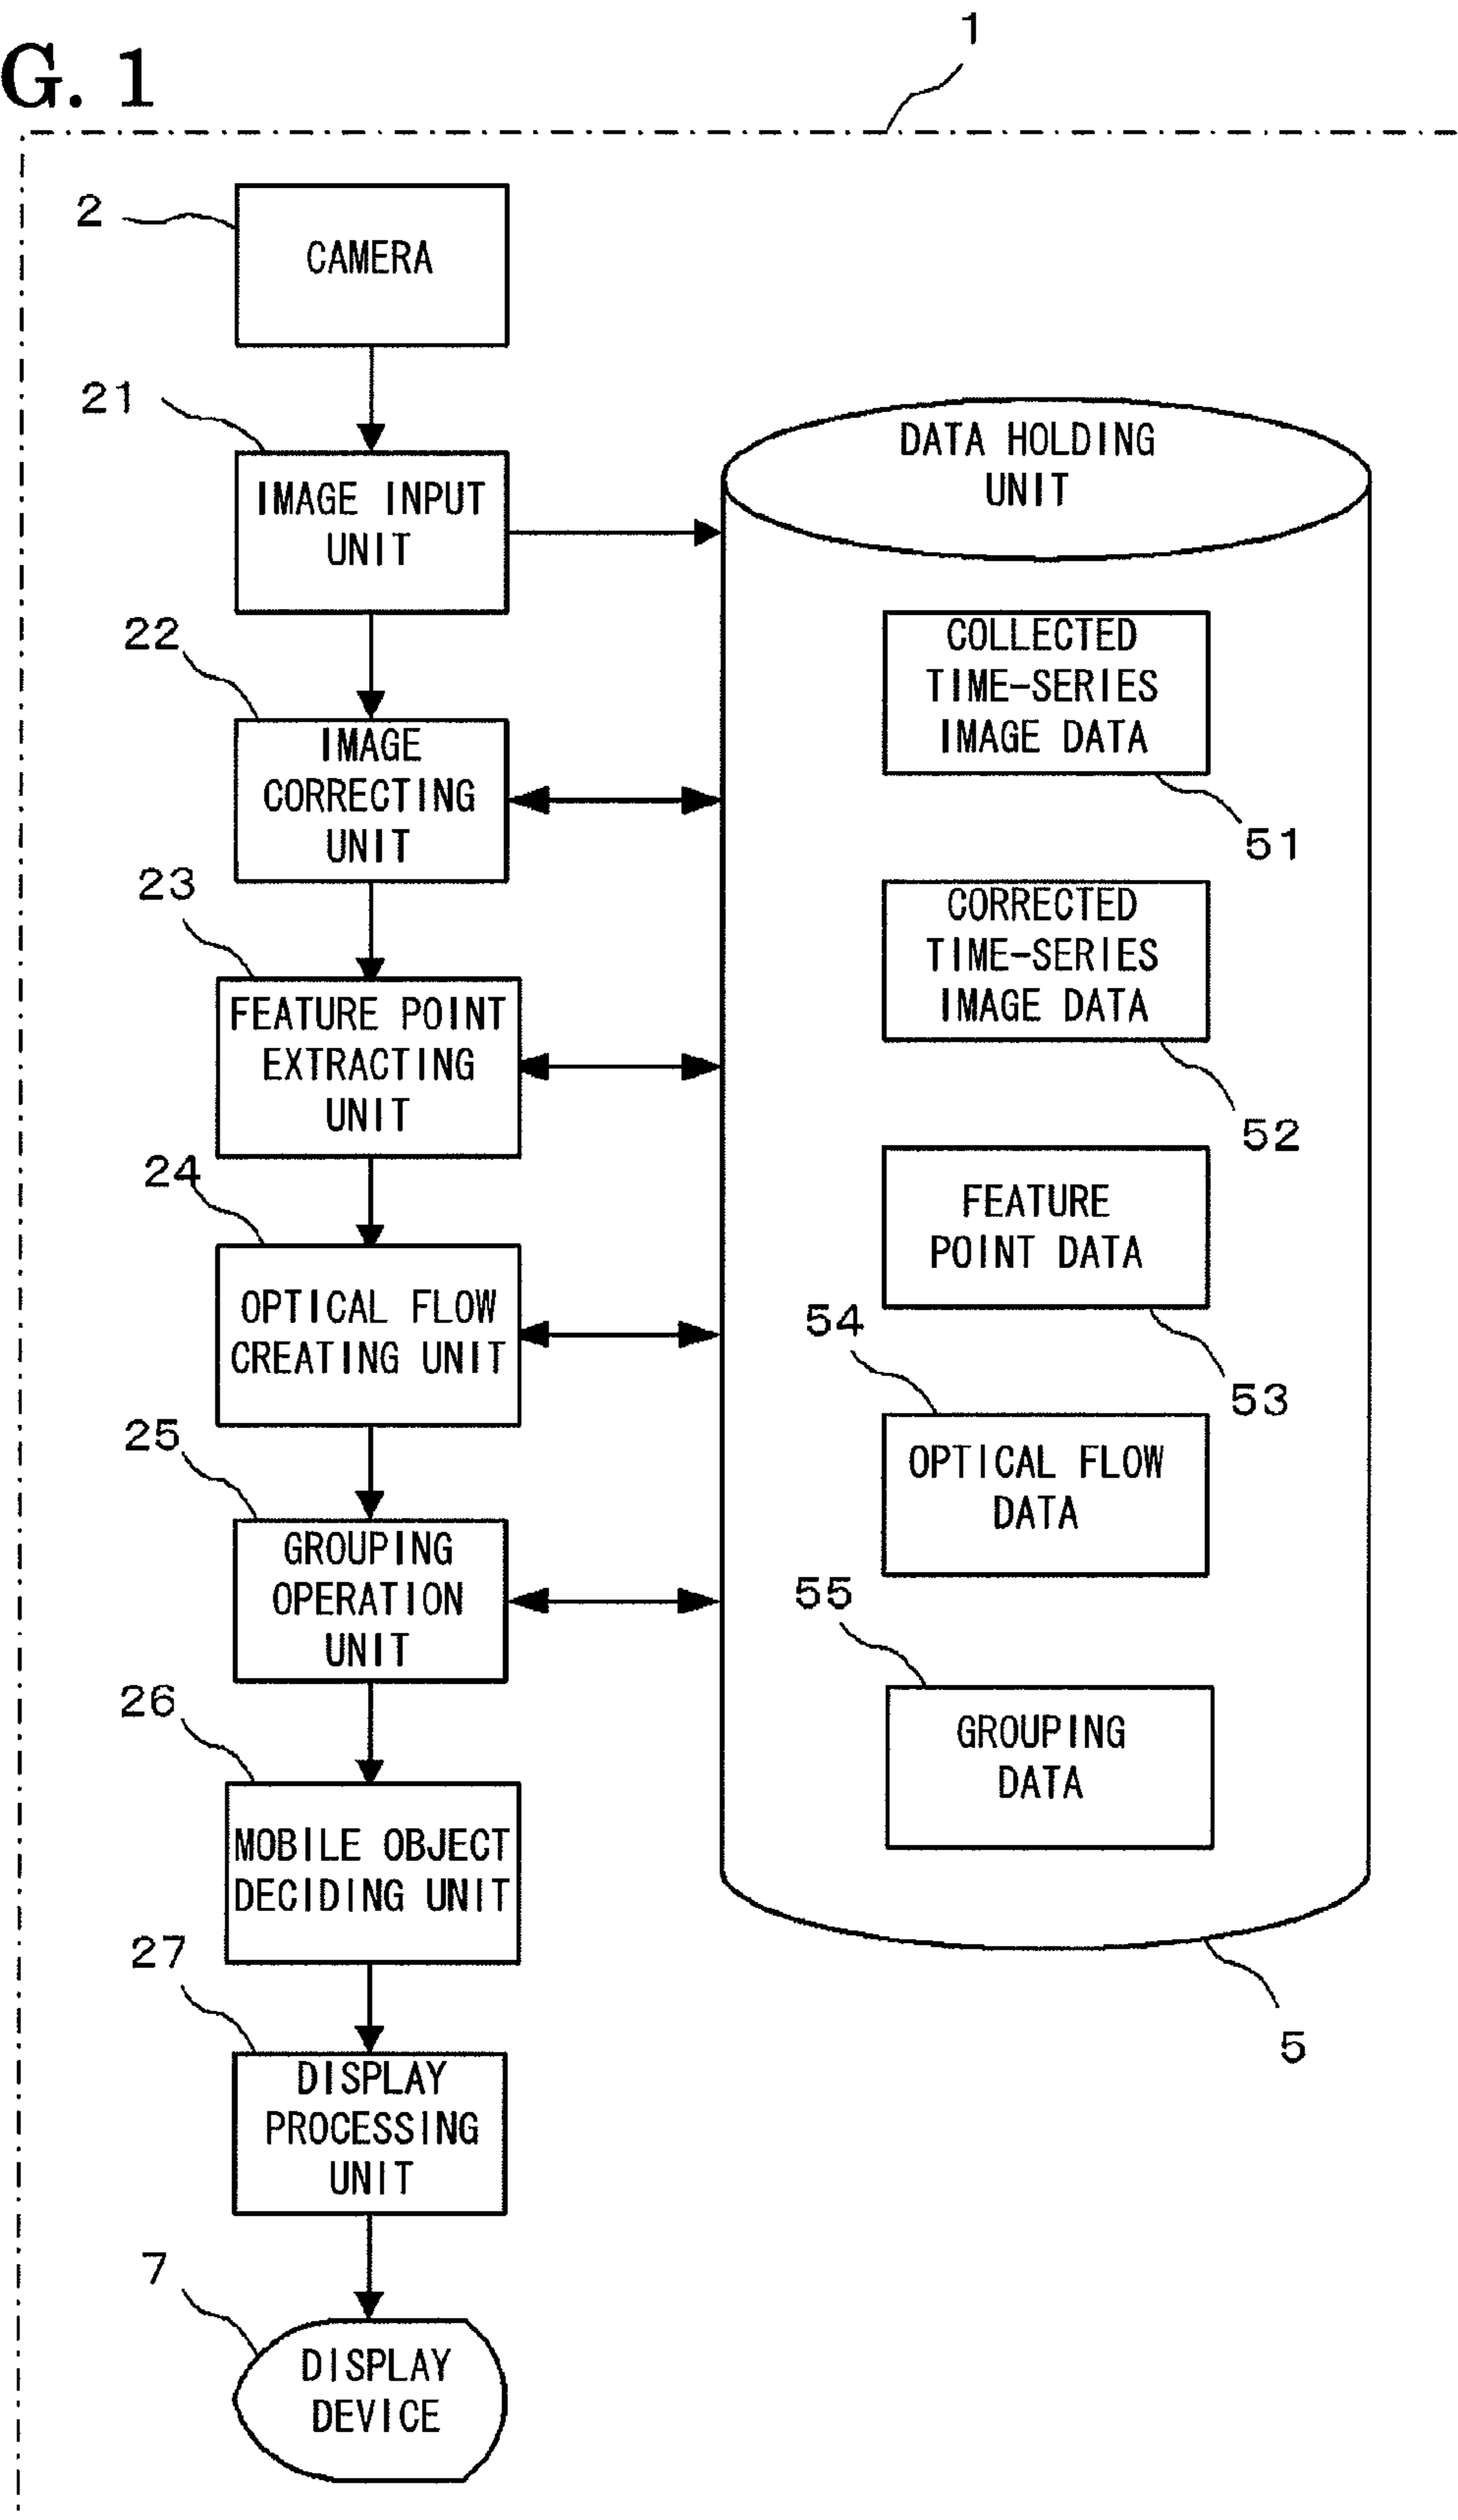 G. 1
1
2
CAMERA
21
IMAGE INPUT
UNIT
22
IMAGE
CORRECTING
UNIT
23
FEATURE POINT
EXTRACTING
UNIT
24
OPTICAL FLOW
CREATING UNIT
25
GROUPING
OPERATION
UNIT
26
MOBILE OBJECT
DECIDING UNIT
27
DISPLAY
PROCESSING
UNIT
7
DISPLAY
DEVICE
DATA HOLDING
UNIT
COLLECTED
TIME-SERIES
IMAGE DATA
51
CORRECTED
TIME-SERIES
IMAGE DATA
52
FEATURE
POINT DATA
53
54
OPTICAL FLOW
DATA
55
GROUPING
DATA
5